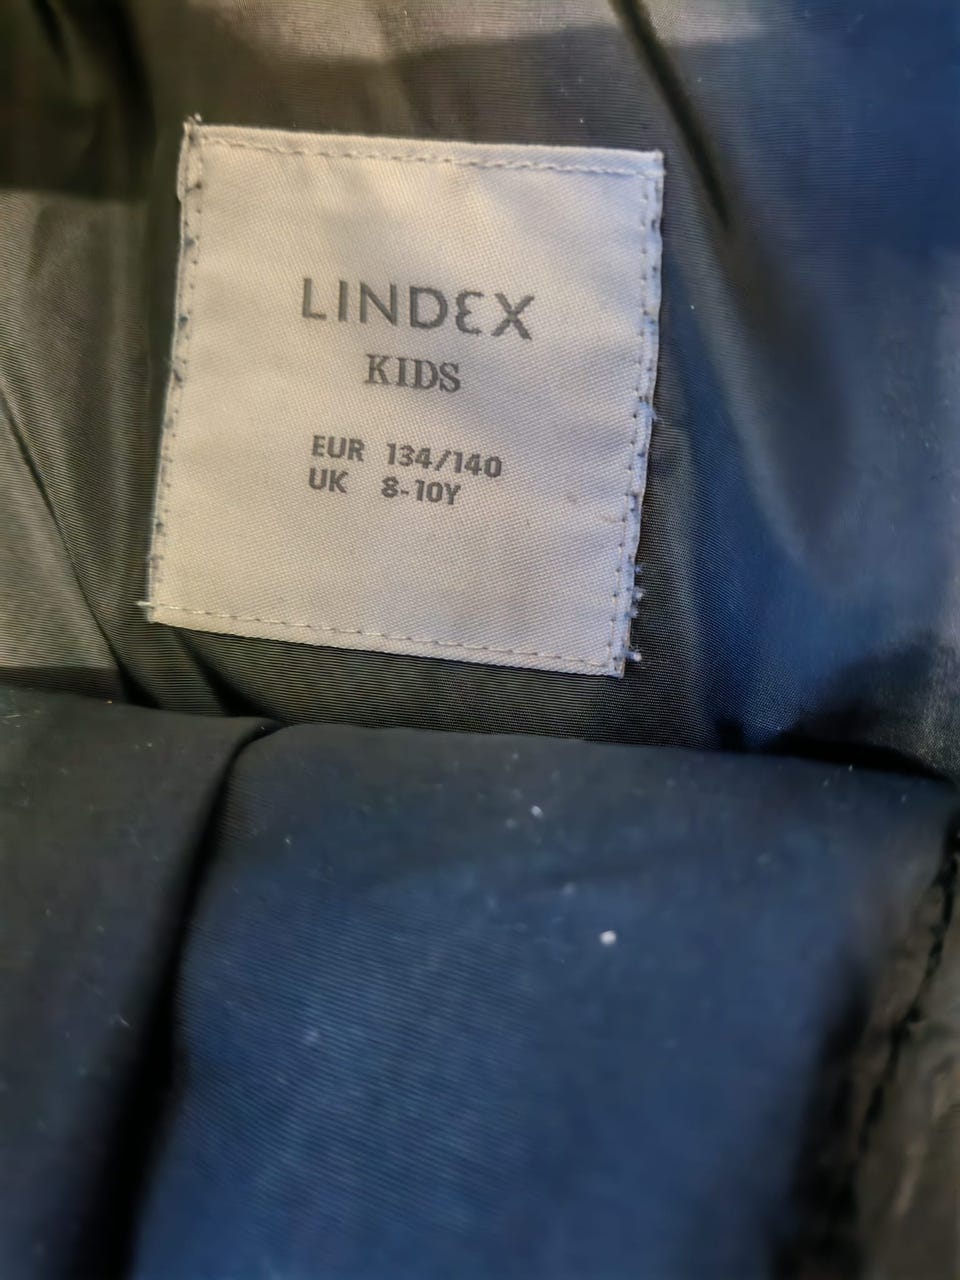 LINDEX
KIDS
EUR 134/140
UK 8-10Y